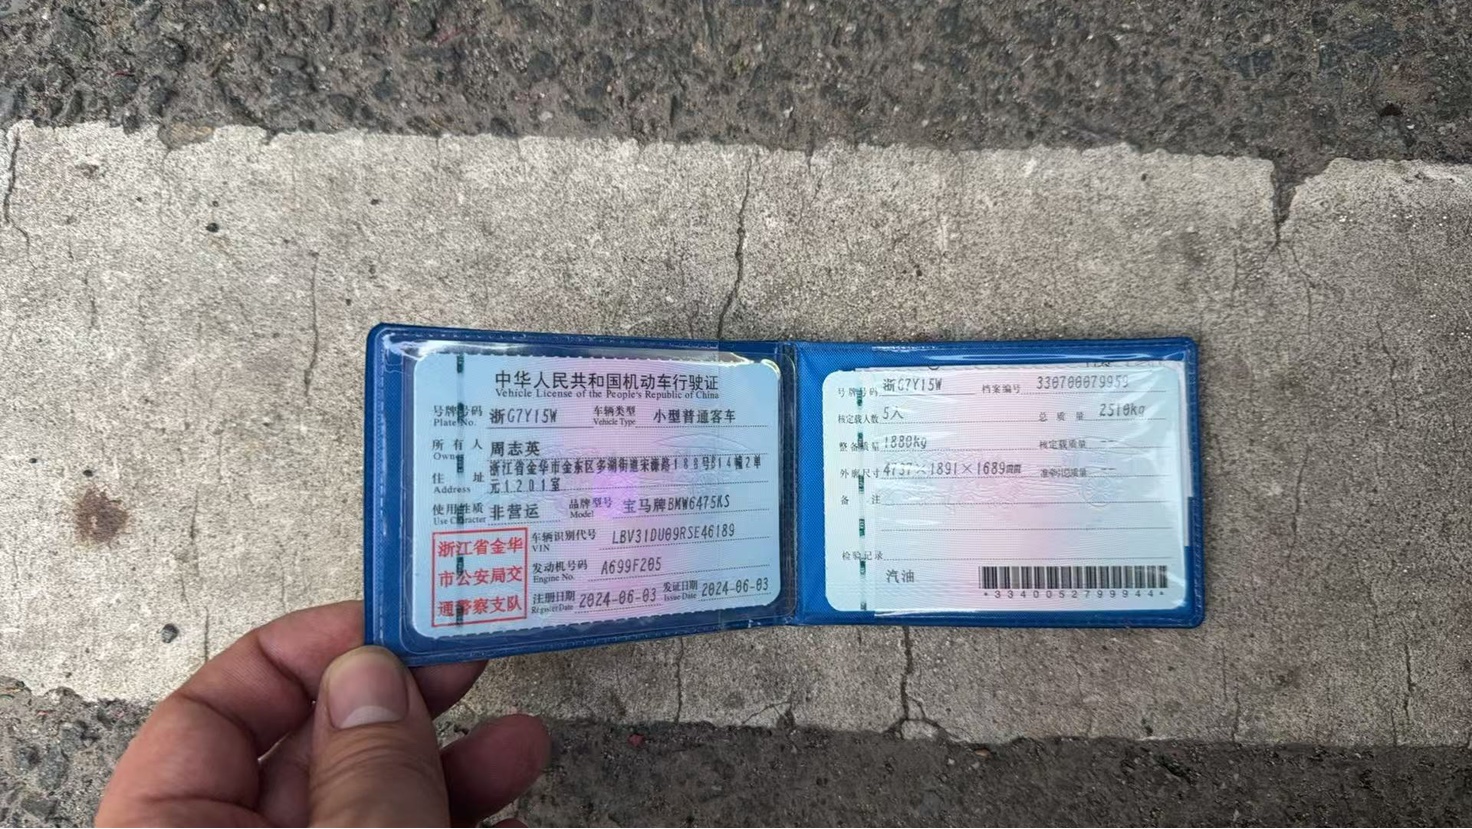 中华人民共和国机动车行驶证
Vehicle License of the People's Republic of China
号牌号码 浙G7Y15W 车辆类型 小型普通客车
Plate No. Vehicle Type
所有人 周志英
Owner
住址 浙江省金华市金东区多湖街道宋濂路188号14幢2单
Address 元1201室
使用性质 非营运 品牌型号 宝马牌BMW6475KS
Use Character Model
浙江省金华
市公安局交
通警察支队
车辆识别代号 LBV31DU09RSE46189
VIN
发动机号码 A699F205
Engine No.
注册日期 2024-06-03 发证日期 2024-06-03
Register Date Issue Date
号牌号码 浙G7Y15W 档案编号 330700079959
核定载人数 5人 总质量 2510kg
整备质量 1880kg 核定载质量 --
外廓尺寸 4737×1891×1689mm 准牵引总质量 --
备注
检验记录
汽油
*3340052799944*